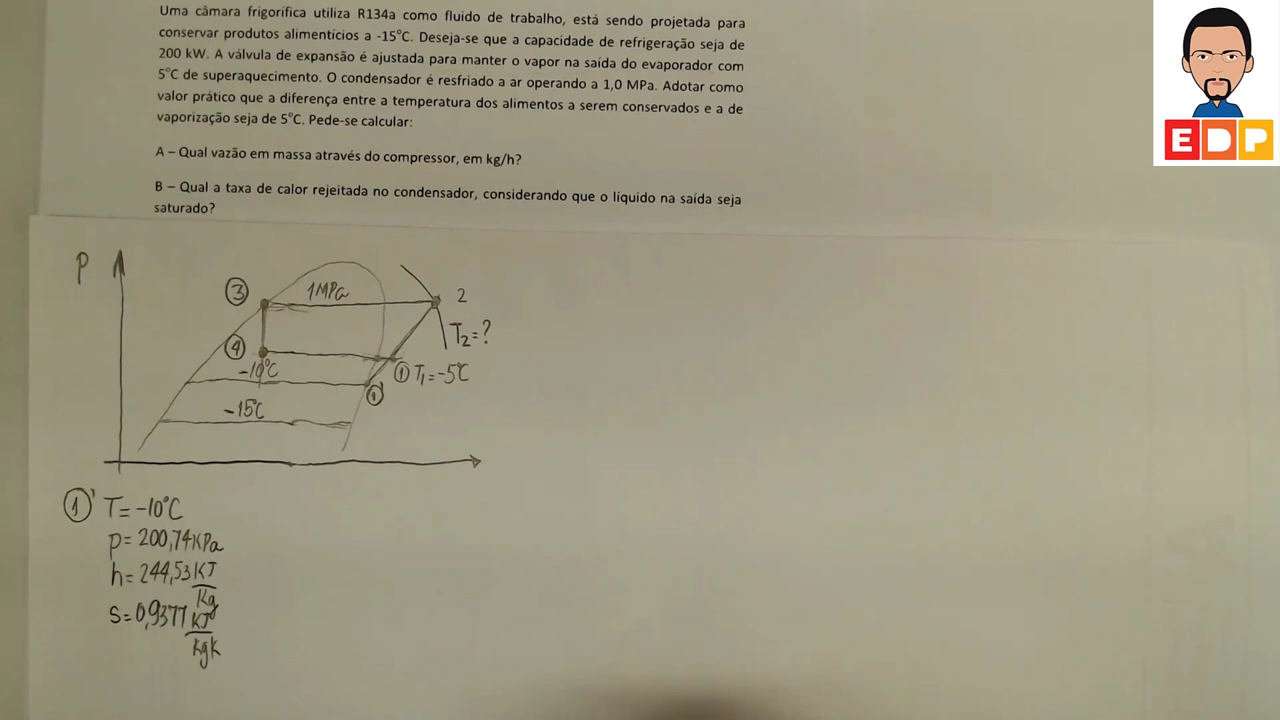 Uma câmara frigorífica utiliza R134a como fluido de trabalho, está sendo projetada para
conservar produtos alimentícios a -15°C. Deseja-se que a capacidade de refrigeração seja de
200 kW. A válvula de expansão é ajustada para manter o vapor na saída do evaporador com
5°C de superaquecimento. O condensador é resfriado a ar operando a 1,0 MPa. Adotar como
valor prático que a diferença entre a temperatura dos alimentos a serem conservados e a de
vaporização seja de 5°C. Pede-se calcular:
A – Qual vazão em massa através do compressor, em kg/h?
B – Qual a taxa de calor rejeitada no condensador, considerando que o líquido na saída seja
saturado?
EDP
P
3 1MPa 2
T2=?
4
-10°C
1 T1=-5°C
1'
-15°C
1' T= -10°C
p= 200,74KPa
h= 244,53 KJ/Kg
s= 0,9377 KJ/KgK